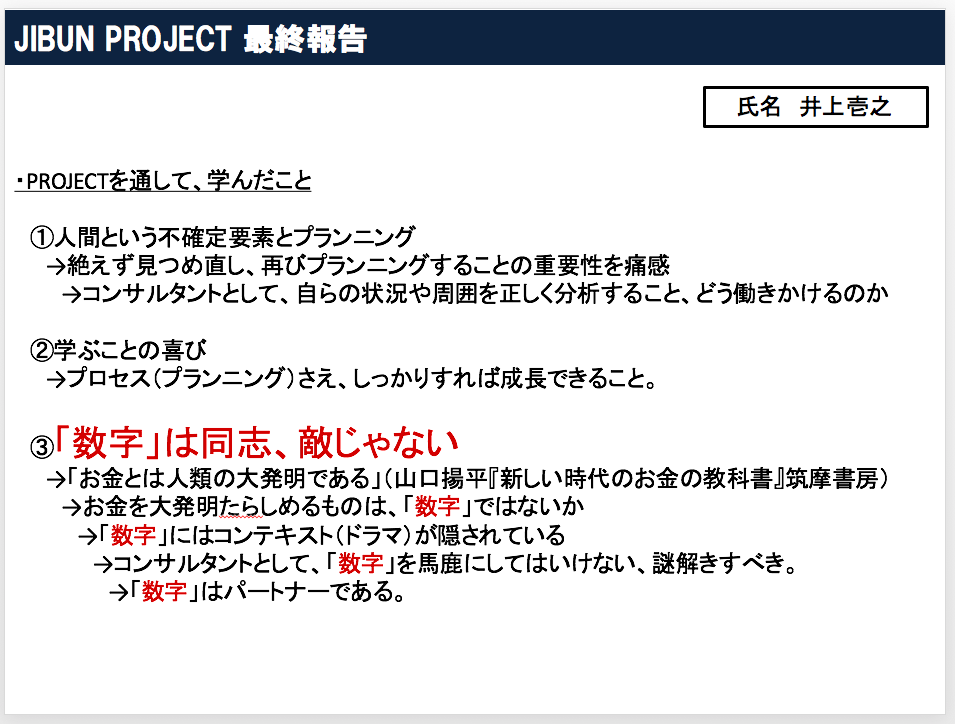 JIBUN PROJECT 最終報告
氏名　井上壱之
・PROJECTを通して、学んだこと
①人間という不確定要素とプランニング
→絶えず見つめ直し、再びプランニングすることの重要性を痛感
→コンサルタントとして、自らの状況や周囲を正しく分析すること、どう働きかけるのか
②学ぶことの喜び
→プロセス（プランニング）さえ、しっかりすれば成長できること。
③「数字」は同志、敵じゃない
→「お金とは人類の大発明である」（山口揚平『新しい時代のお金の教科書』筑摩書房）
→お金を大発明たらしめるものは、「数字」ではないか
→「数字」にはコンテキスト（ドラマ）が隠されている
→コンサルタントとして、「数字」を馬鹿にしてはいけない、謎解きすべき。
→「数字」はパートナーである。